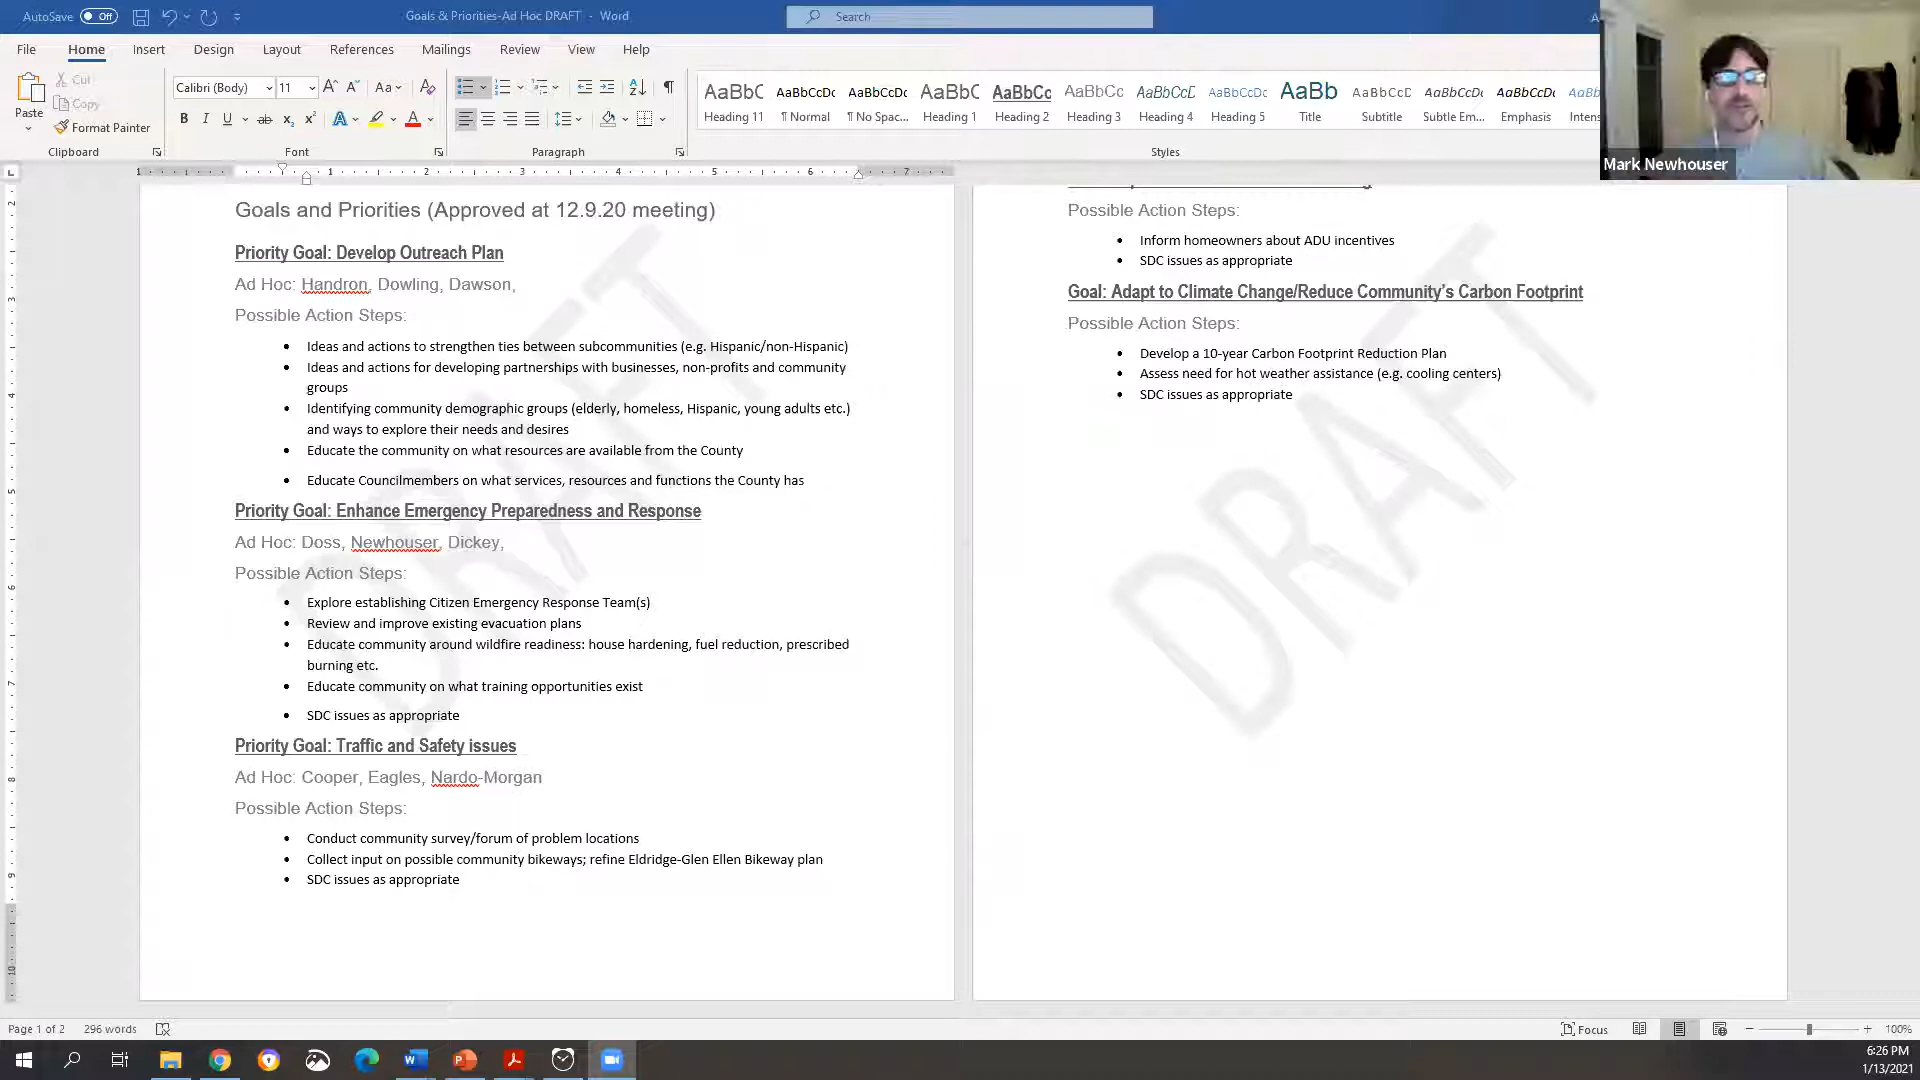 AutoSave Off Goals & Priorities-Ad Hoc DRAFT - Word Search
File Home Insert Design Layout References Mailings Review View Help
Paste Cut Copy Format Painter Clipboard
Calibri (Body) 11 Font
Paragraph
AaBbC AaBbCcDc AaBbCcDc AaBbC AaBbCc AaBbCc AaBbCcD AaBbCcDc AaBb AaBbCcD AaBbCcDc AaBbCcDc AaBb
Heading 11 ¶ Normal ¶ No Spac... Heading 1 Heading 2 Heading 3 Heading 4 Heading 5 Title Subtitle Subtle Em... Emphasis Inten
Styles
Mark Newhouser
Goals and Priorities (Approved at 12.9.20 meeting)
Priority Goal: Develop Outreach Plan
Ad Hoc: Handron, Dowling, Dawson,
Possible Action Steps:
• Ideas and actions to strengthen ties between subcommunities (e.g. Hispanic/non-Hispanic)
• Ideas and actions for developing partnerships with businesses, non-profits and community
groups
• Identifying community demographic groups (elderly, homeless, Hispanic, young adults etc.)
and ways to explore their needs and desires
• Educate the community on what resources are available from the County
• Educate Councilmembers on what services, resources and functions the County has
Priority Goal: Enhance Emergency Preparedness and Response
Ad Hoc: Doss, Newhouser, Dickey,
Possible Action Steps:
• Explore establishing Citizen Emergency Response Team(s)
• Review and improve existing evacuation plans
• Educate community around wildfire readiness: house hardening, fuel reduction, prescribed
burning etc.
• Educate community on what training opportunities exist
• SDC issues as appropriate
Priority Goal: Traffic and Safety issues
Ad Hoc: Cooper, Eagles, Nardo-Morgan
Possible Action Steps:
• Conduct community survey/forum of problem locations
• Collect input on possible community bikeways; refine Eldridge-Glen Ellen Bikeway plan
• SDC issues as appropriate
DRAFT
Possible Action Steps:
• Inform homeowners about ADU incentives
• SDC issues as appropriate
Goal: Adapt to Climate Change/Reduce Community's Carbon Footprint
Possible Action Steps:
• Develop a 10-year Carbon Footprint Reduction Plan
• Assess need for hot weather assistance (e.g. cooling centers)
• SDC issues as appropriate
DRAFT
Page 1 of 2 296 words Focus 100%
6:26 PM
1/13/2021